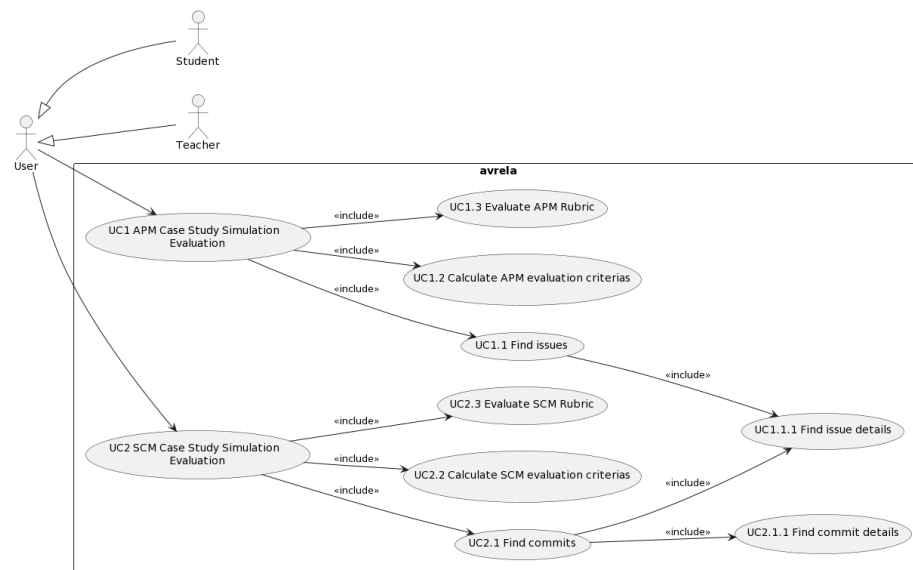 Student
Teacher
User
avrela
UC1 APM Case Study Simulation
Evaluation
«include»
UC1.3 Evaluate APM Rubric
«include»
UC1.2 Calculate APM evaluation criterias
«include»
UC1.1 Find issues
«include»
UC2 SCM Case Study Simulation
Evaluation
«include»
UC2.3 Evaluate SCM Rubric
«include»
UC2.2 Calculate SCM evaluation criterias
«include»
UC2.1 Find commits
UC1.1.1 Find issue details
«include»
«include»
UC2.1.1 Find commit details